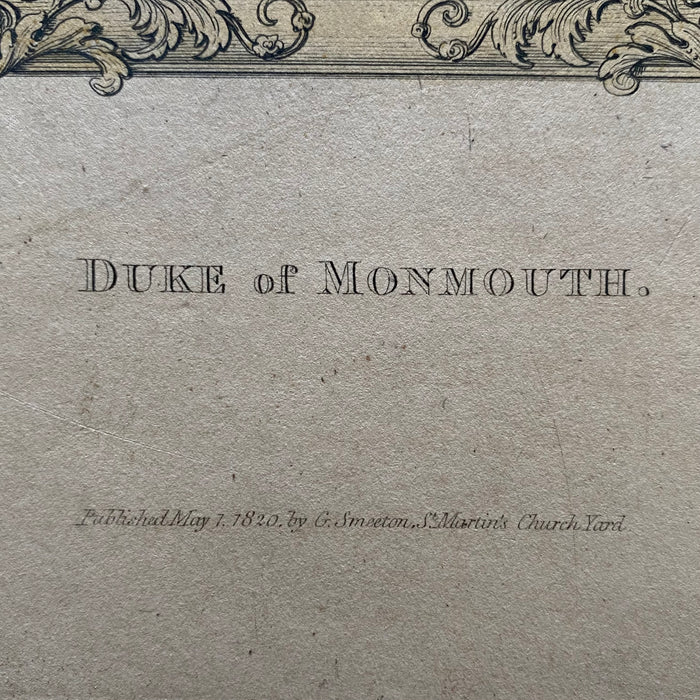 DUKE of MONMOUTH.
Published May 1. 1820, by G. Smeeton, St. Martin's Church Yard